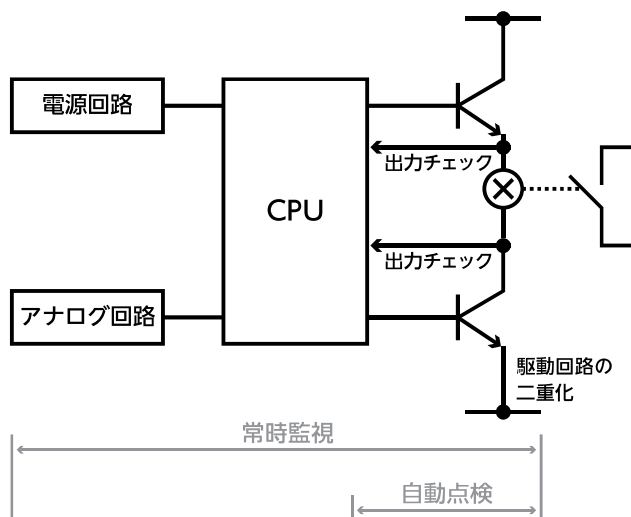 電源回路
出力チェック
CPU
出力チェック
アナログ回路
駆動回路の
二重化
常時監視
自動点検